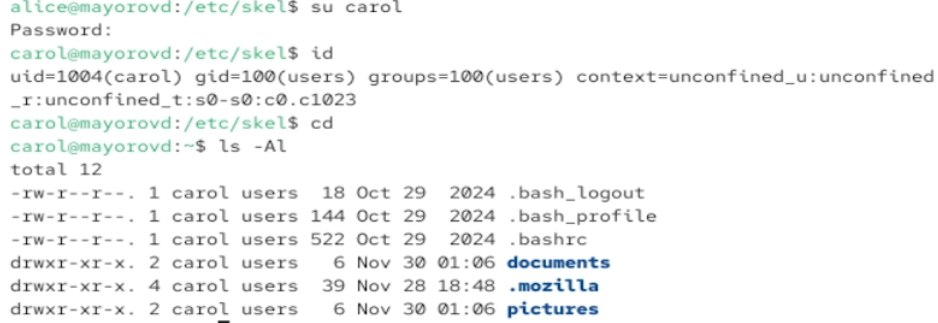 alice@mayorovd:/etc/skel$ su carol
Password:
carol@mayorovd:/etc/skel$ id
uid=1004(carol) gid=100(users) groups=100(users) context=unconfined_u:unconfined
_r:unconfined_t:s0-s0:c0.c1023
carol@mayorovd:/etc/skel$ cd
carol@mayorovd:~$ ls -Al
total 12
-rw-r--r--. 1 carol users  18 Oct 29  2024 .bash_logout
-rw-r--r--. 1 carol users 144 Oct 29  2024 .bash_profile
-rw-r--r--. 1 carol users 522 Oct 29  2024 .bashrc
drwxr-xr-x. 2 carol users   6 Nov 30 01:06 documents
drwxr-xr-x. 4 carol users  39 Nov 28 18:48 .mozilla
drwxr-xr-x. 2 carol users   6 Nov 30 01:06 pictures